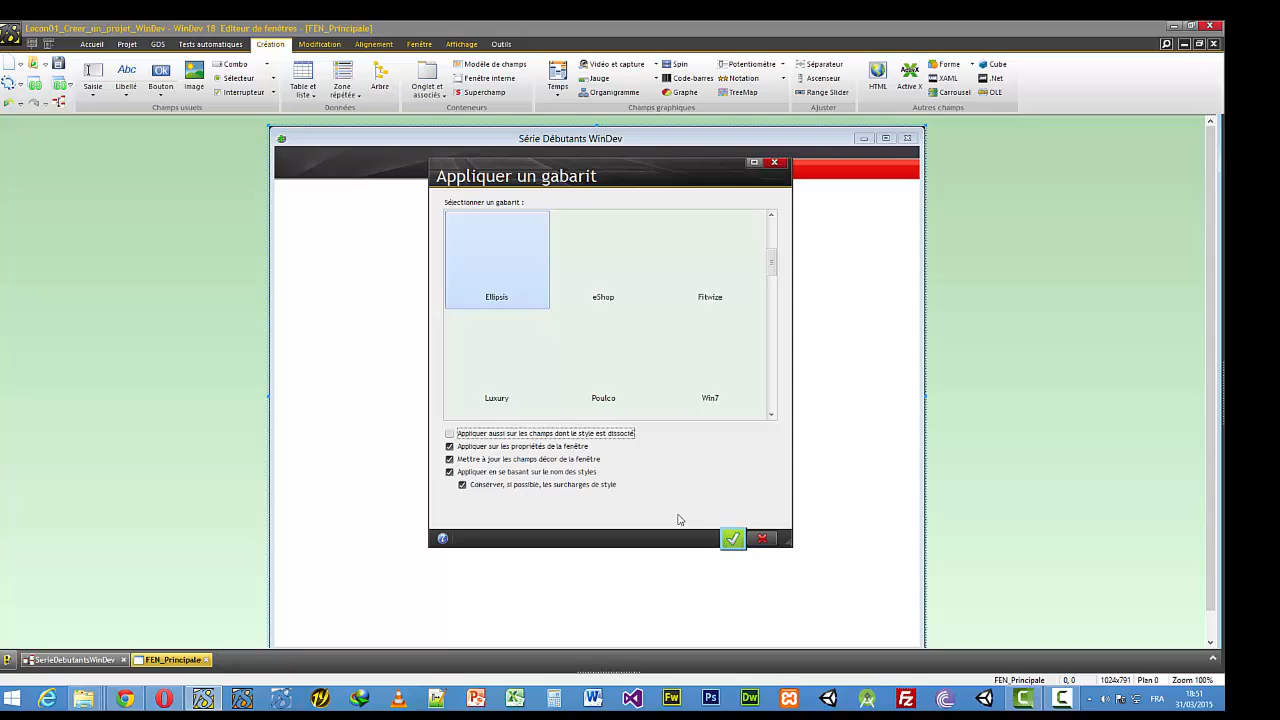 Lecon01_Creer_un_projet_WinDev - WinDev 18 Editeur de fenêtres - [FEN_Principale]
Accueil Projet GDS Tests automatiques Création Modification Alignement Fenêtre Affichage Outils
Saisie Abc Libellé Ok Bouton Image Combo Sélecteur Interrupteur
Champs usuels
Table et liste Zone répétée Arbre
Données
Onglet et associés Modèle de champs Fenêtre interne Superchamp
Conteneurs
Temps Vidéo et capture Jauge Organigramme Spin Code-barres Graphe Potentiomètre Notation TreeMap
Champs graphiques
Séparateur Ascenseur Range Slider
Ajuster
HTML Active X Forme XAML Carrousel Cube .Net OLE
Autres champs
Série Débutants WinDev
Appliquer un gabarit
Sélectionner un gabarit :
Ellipsis eShop Fitwize
Luxury Poulco Win7
Appliquer aussi sur les champs dont le style est dissocié
Appliquer sur les propriétés de la fenêtre
Mettre à jour les champs décor de la fenêtre
Appliquer en se basant sur le nom des styles
Conserver, si possible, les surcharges de style
SerieDebutantsWinDev FEN_Principale
FEN_Principale 0, 0 1024x791 Plan 0 Zoom 100%
Fw Ps Dw
FRA
18:51
31/03/2015